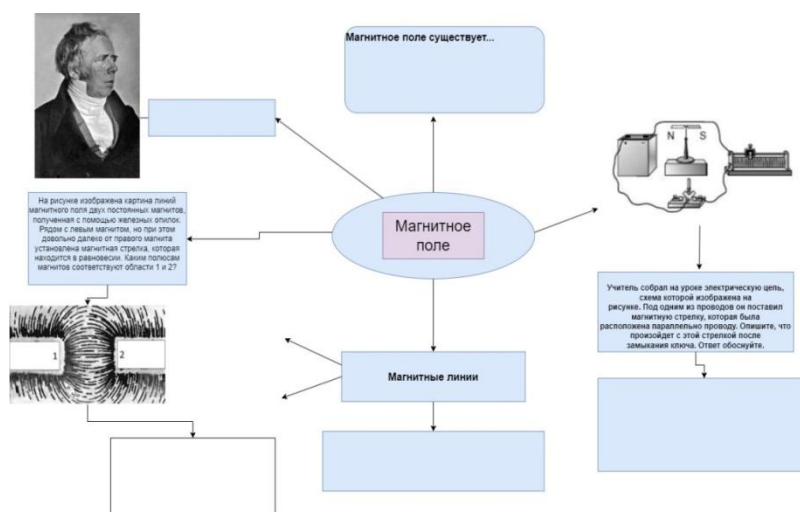 Магнитное поле существует...
N S
На рисунке изображена картина линий
магнитного поля двух постоянных магнитов,
полученная с помощью железных опилок.
Рядом с левым магнитом, но при этом
довольно далеко от правого магнита
установлена магнитная стрелка, которая
находится в равновесии. Каким полюсам
магнитов соответствуют области 1 и 2?
Магнитное
поле
Учитель собрал на уроке электрическую цепь,
схема которой изображена на
рисунке. Под одним из проводов он поставил
магнитную стрелку, которая была
расположена параллельно проводу. Опишите, что
произойдет с этой стрелкой после
замыкания ключа. Ответ обоснуйте.
1 2
Магнитные линии